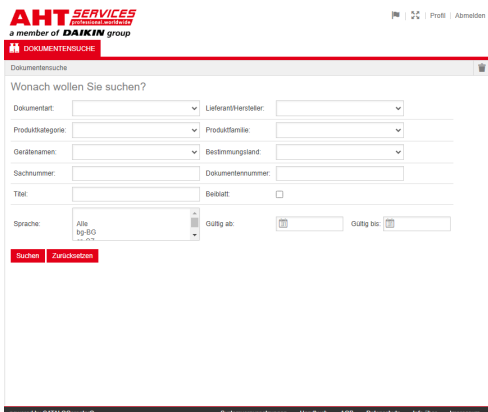 AHT SERVICES
professional.worldwide
a member of DAIKIN group
Profil | Abmelden
DOKUMENTENSUCHE
Dokumentensuche
Wonach wollen Sie suchen?
Dokumentart:
Lieferant/Hersteller:
Produktkategorie:
Produktfamilie:
Gerätenamen:
Bestimmungsland:
Sachnummer:
Dokumentennummer:
Titel:
Beiblatt:
Sprache:
Alle
bg-BG
Gültig ab:
Gültig bis:
Suchen
Zurücksetzen